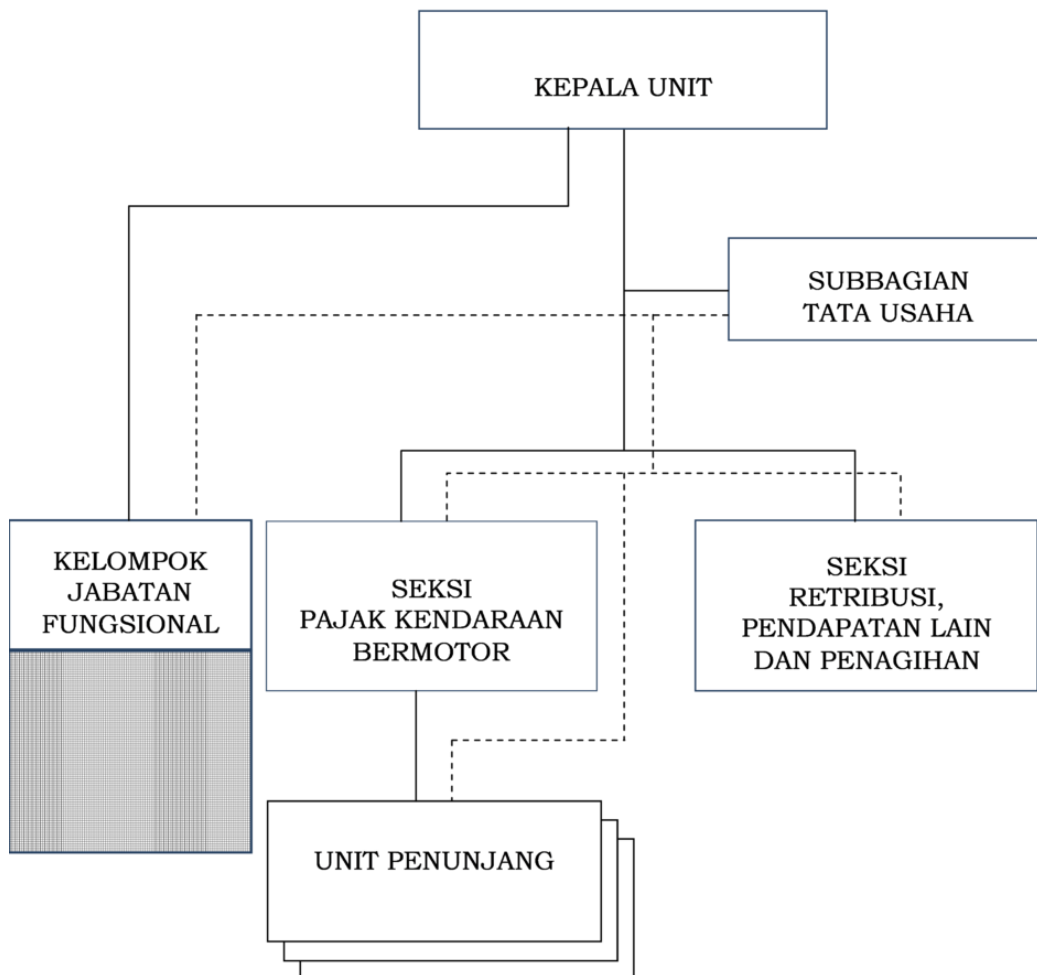 KEPALA UNIT
SUBBAGIAN
TATA USAHA
KELOMPOK
JABATAN
FUNGSIONAL
SEKSI
PAJAK KENDARAAN
BERMOTOR
SEKSI
RETRIBUSI,
PENDAPATAN LAIN
DAN PENAGIHAN
UNIT PENUNJANG